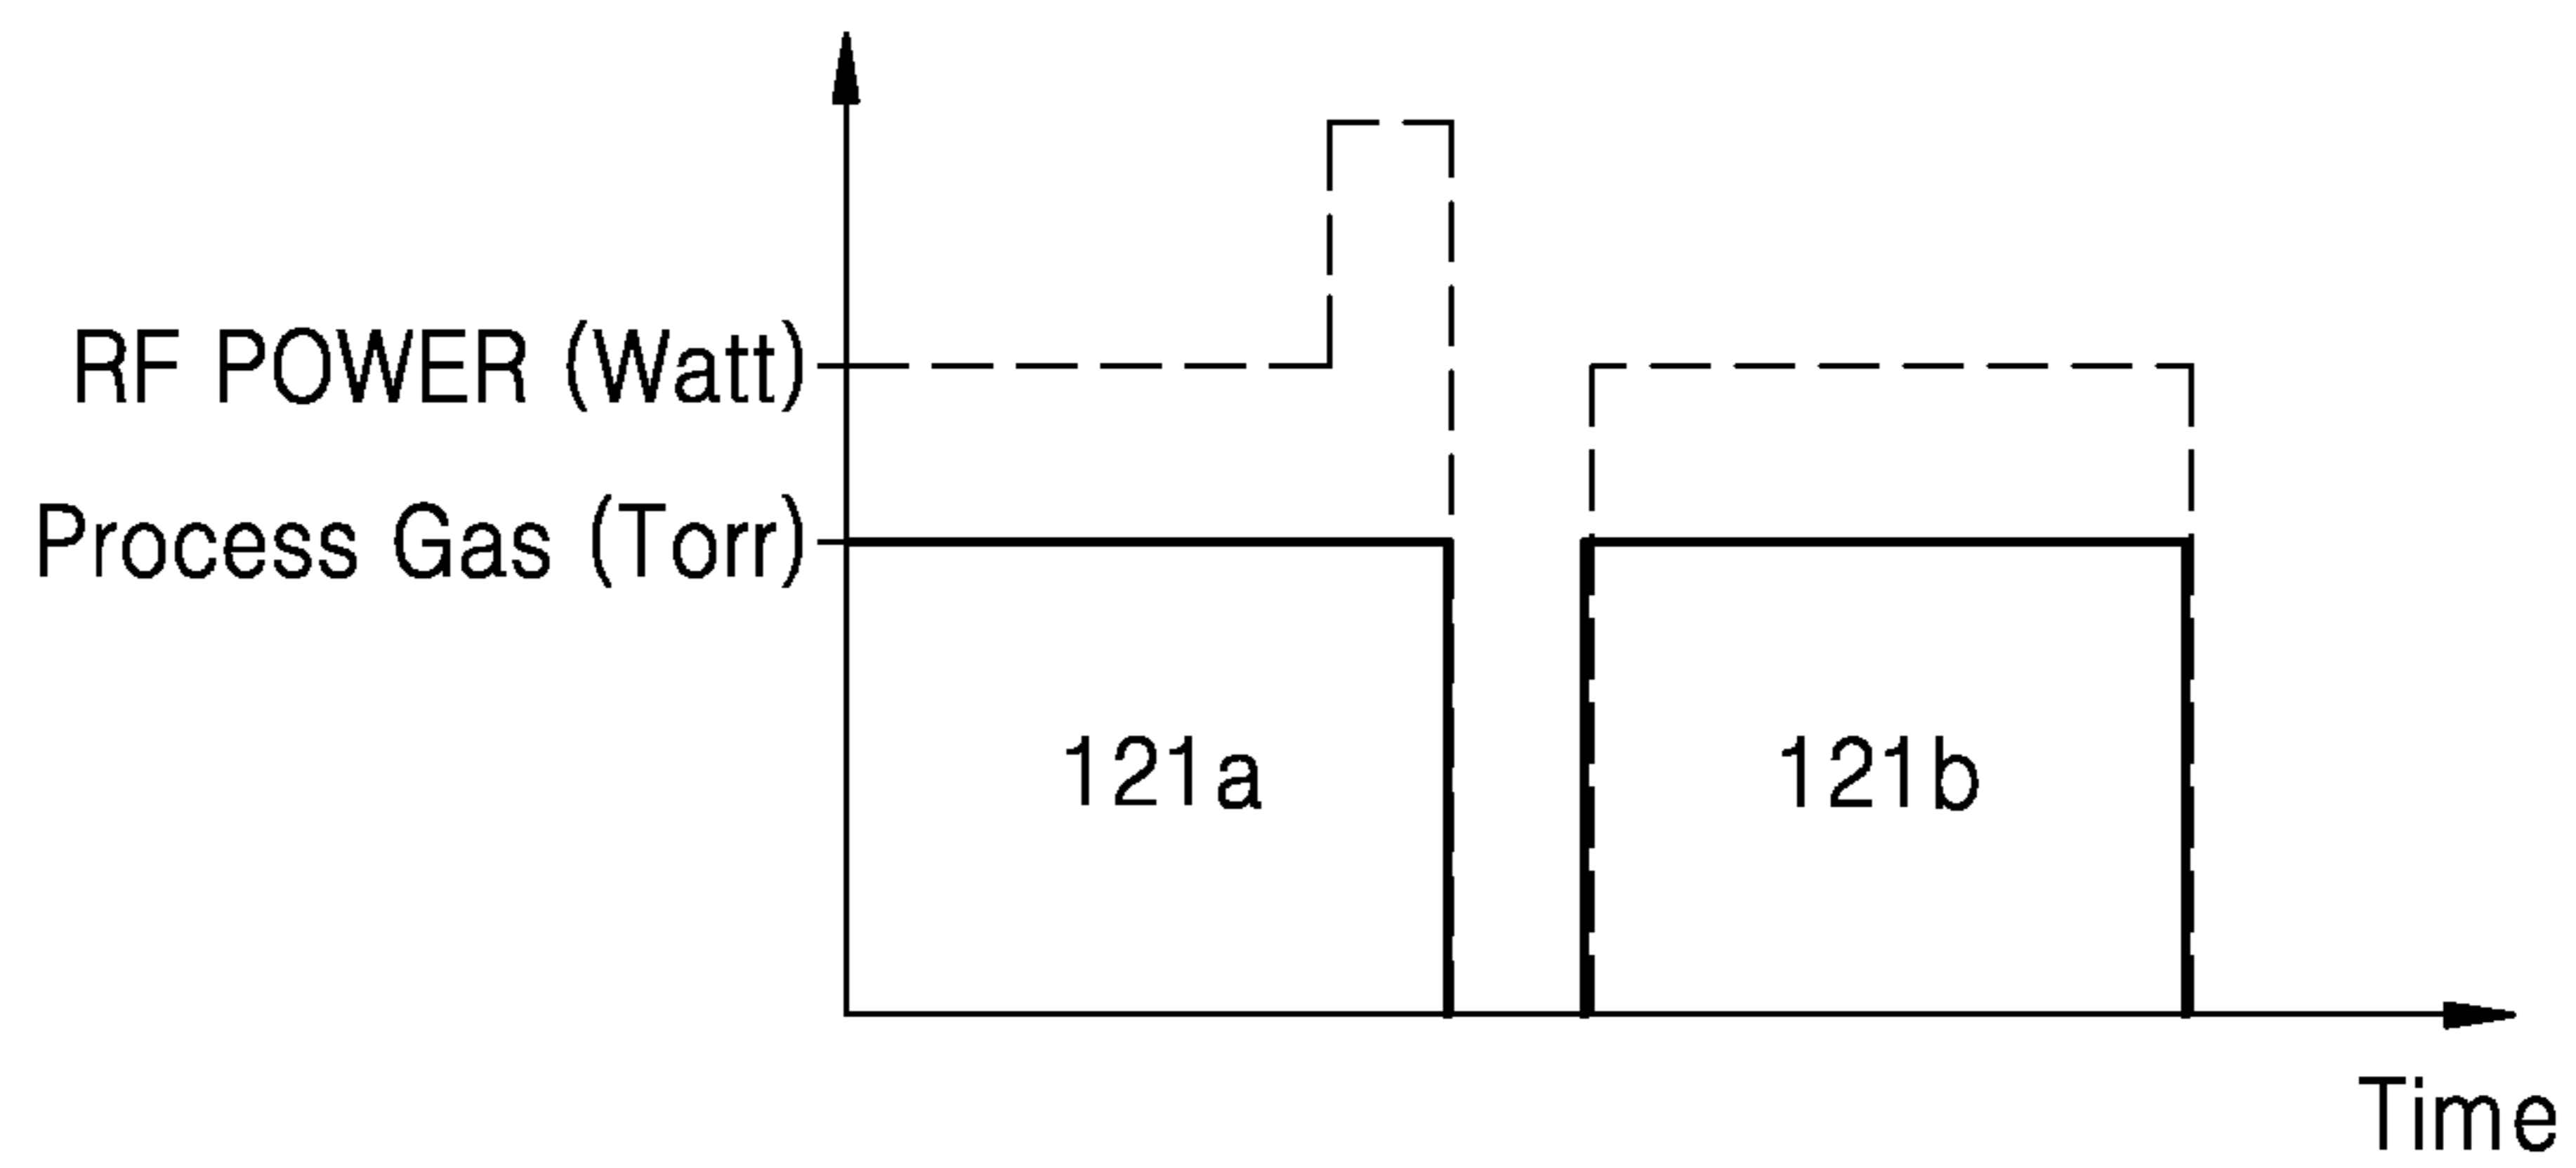 RF POWER (Watt)
Process Gas (Torr)
121a
121b
Time